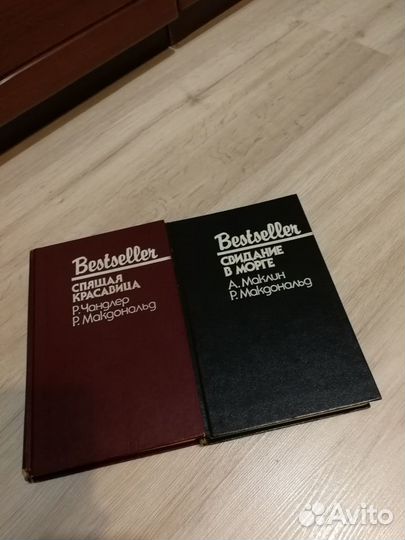 Bestseller
СПЯЩАЯ
КРАСАВИЦА
Р. Чандлер
Р. Макдональд
Bestseller
СВИДАНИЕ
В МОРГЕ
А. Маклин
Р. Макдональд
Avito